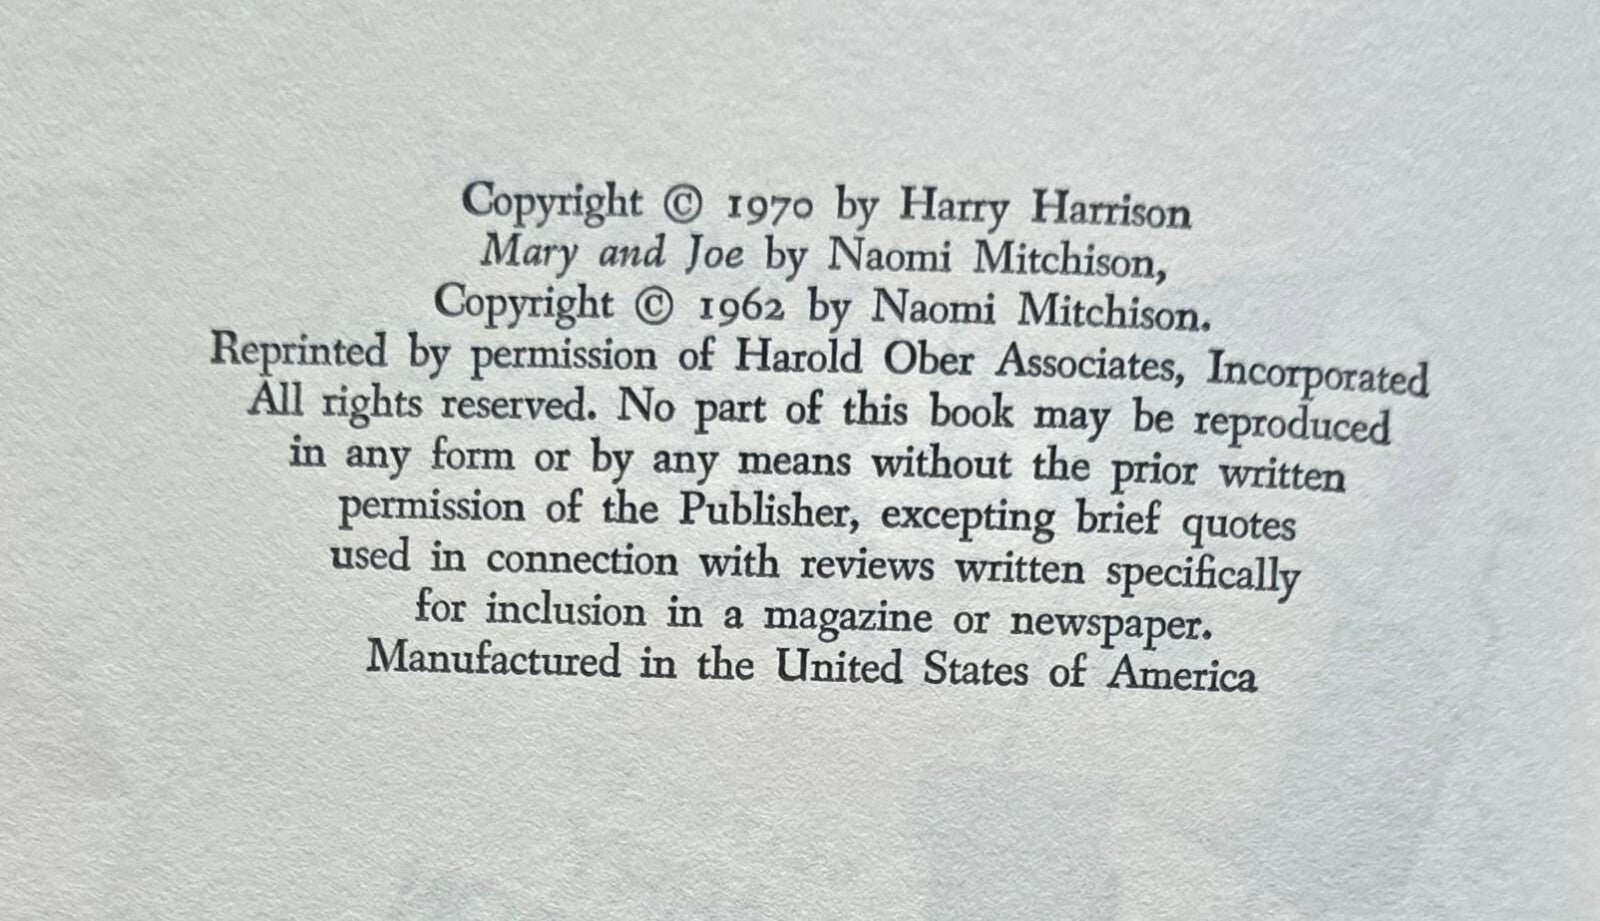 Copyright © 1970 by Harry Harrison
Mary and Joe by Naomi Mitchison,
Copyright © 1962 by Naomi Mitchison.
Reprinted by permission of Harold Ober Associates, Incorporated
All rights reserved. No part of this book may be reproduced
in any form or by any means without the prior written
permission of the Publisher, excepting brief quotes
used in connection with reviews written specifically
for inclusion in a magazine or newspaper.
Manufactured in the United States of America